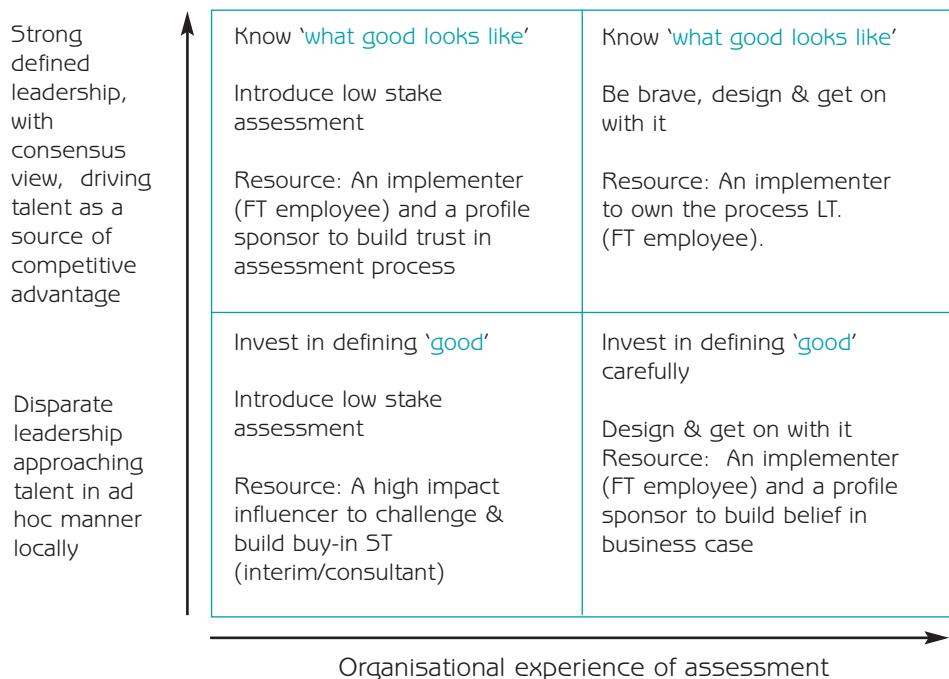 Strong
defined
leadership,
with
consensus
view,  driving
talent as a
source of
competitive
advantage
Disparate
leadership
approaching
talent in ad
hoc manner
locally
Know ‘what good looks like’
Introduce low stake
assessment
Resource: An implementer
(FT employee) and a profile
sponsor to build trust in
assessment process
Know ‘what good looks like’
Be brave, design & get on
with it
Resource: An implementer
to own the process LT.
(FT employee).
Invest in defining ‘good’
Introduce low stake
assessment
Resource: A high impact
influencer to challenge &
build buy-in ST
(interim/consultant)
Invest in defining ‘good’
carefully
Design & get on with it
Resource:  An implementer
(FT employee) and a profile
sponsor to build belief in
business case
Organisational experience of assessment